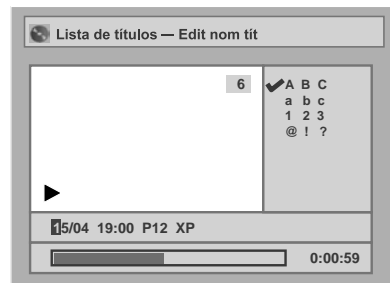 Lista de títulos — Edit nom tít
6
A B C
a b c
1 2 3
@ ! ?
15/04 19:00 P12 XP
0:00:59